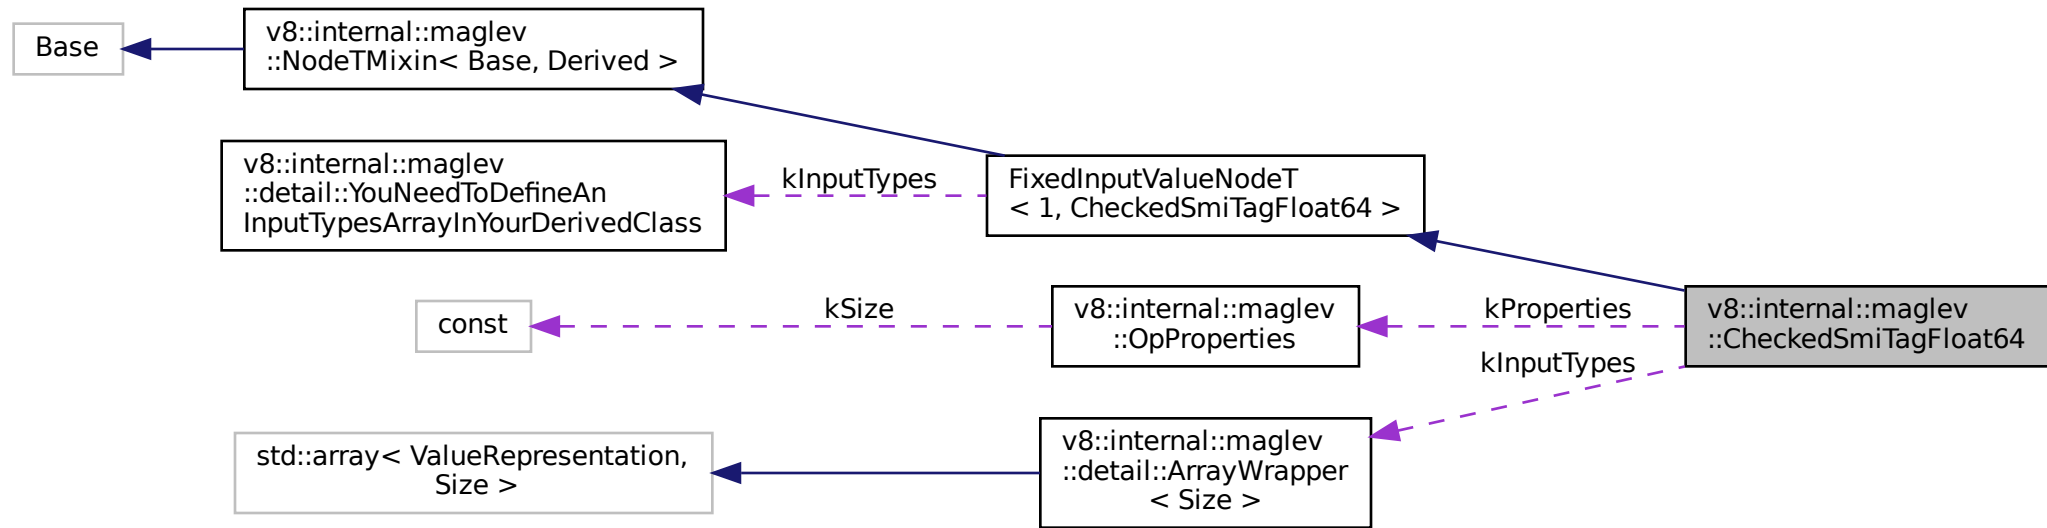 Base
v8::internal::maglev
::NodeTMixin< Base, Derived >
v8::internal::maglev
::detail::YouNeedToDefineAn
InputTypesArrayInYourDerivedClass
kInputTypes
FixedInputValueNodeT
< 1, CheckedSmiTagFloat64 >
const
kSize
v8::internal::maglev
::OpProperties
kProperties
v8::internal::maglev
::CheckedSmiTagFloat64
kInputTypes
std::array< ValueRepresentation,
Size >
v8::internal::maglev
::detail::ArrayWrapper
< Size >